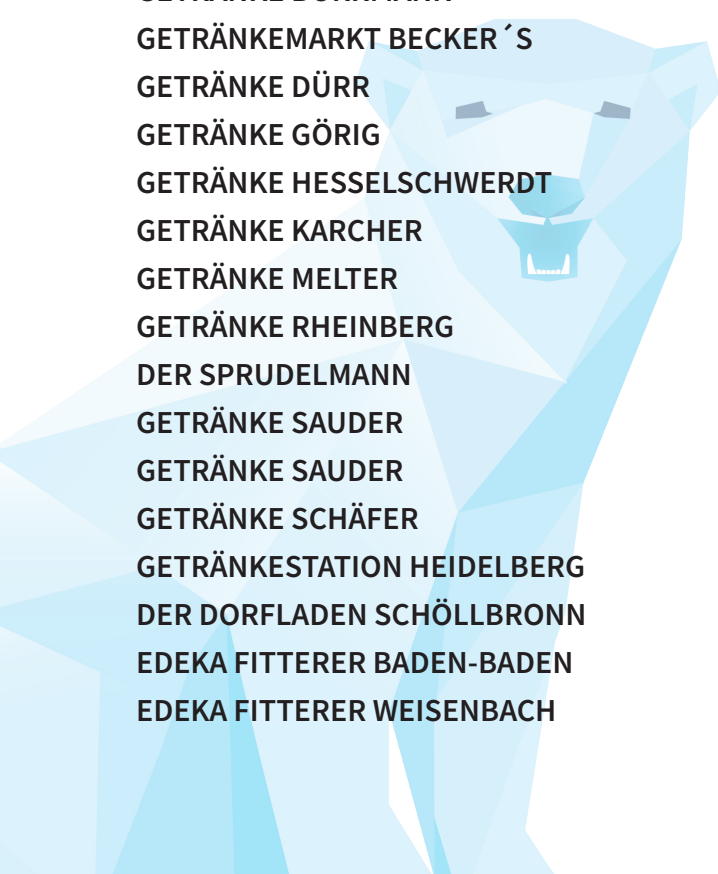 GETRÄNKEMARKT BECKER´S
GETRÄNKE DÜRR
GETRÄNKE GÖRIG
GETRÄNKE HESSELSCHWERDT
GETRÄNKE KARCHER
GETRÄNKE MELTER
GETRÄNKE RHEINBERG
DER SPRUDELMANN
GETRÄNKE SAUDER
GETRÄNKE SAUDER
GETRÄNKE SCHÄFER
GETRÄNKESTATION HEIDELBERG
DER DORFLADEN SCHÖLLBRONN
EDEKA FITTERER BADEN-BADEN
EDEKA FITTERER WEISENBACH